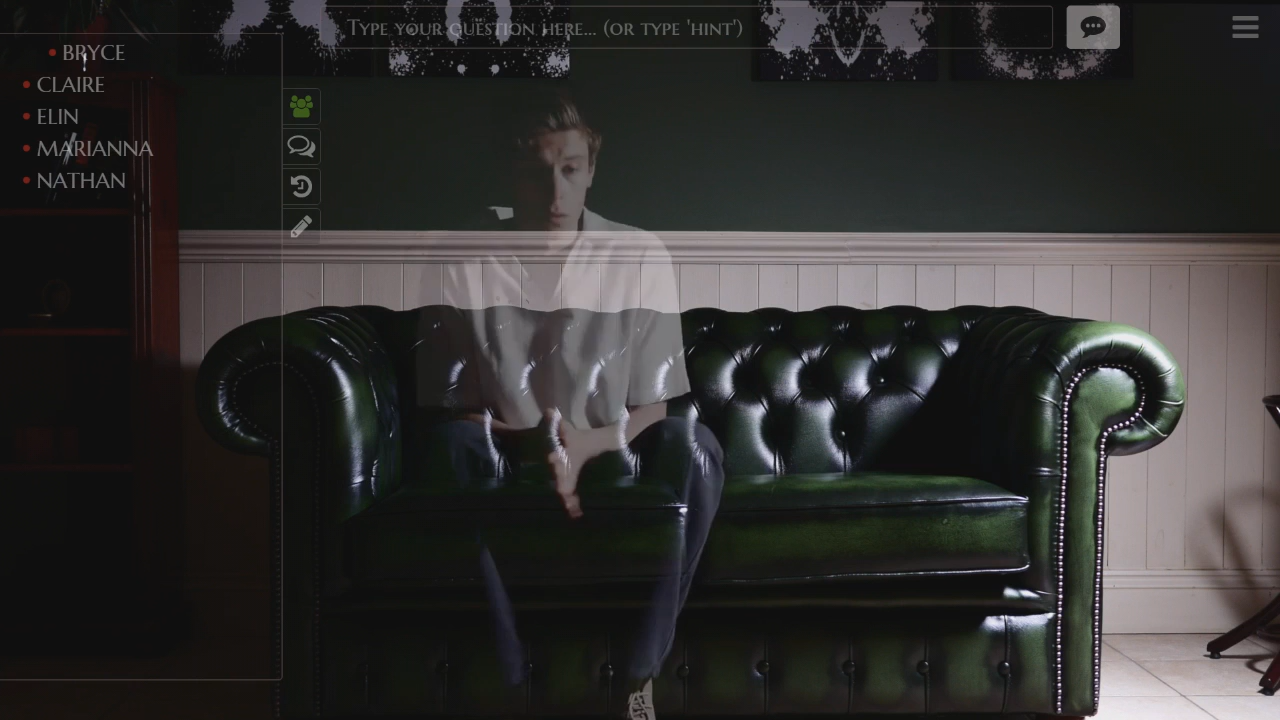 Type your question here... (or type 'hint')
BRYCE
CLAIRE
ELIN
MARIANNA
NATHAN